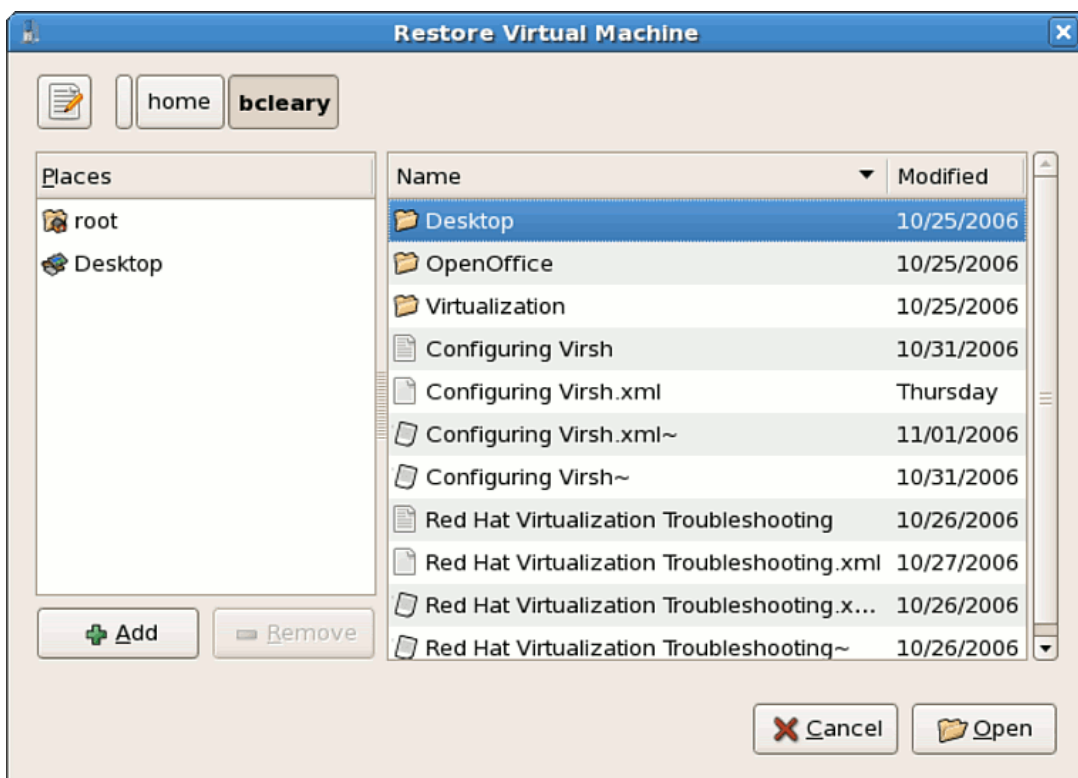 Restore Virtual Machine
home bcleary
Places
root
Desktop
Name Modified
Desktop 10/25/2006
OpenOffice 10/25/2006
Virtualization 10/25/2006
Configuring Virsh 10/31/2006
Configuring Virsh.xml Thursday
Configuring Virsh.xml~ 11/01/2006
Configuring Virsh~ 10/31/2006
Red Hat Virtualization Troubleshooting 10/26/2006
Red Hat Virtualization Troubleshooting.xml 10/27/2006
Red Hat Virtualization Troubleshooting.x... 10/26/2006
Red Hat Virtualization Troubleshooting~ 10/26/2006
Add Remove
Cancel Open